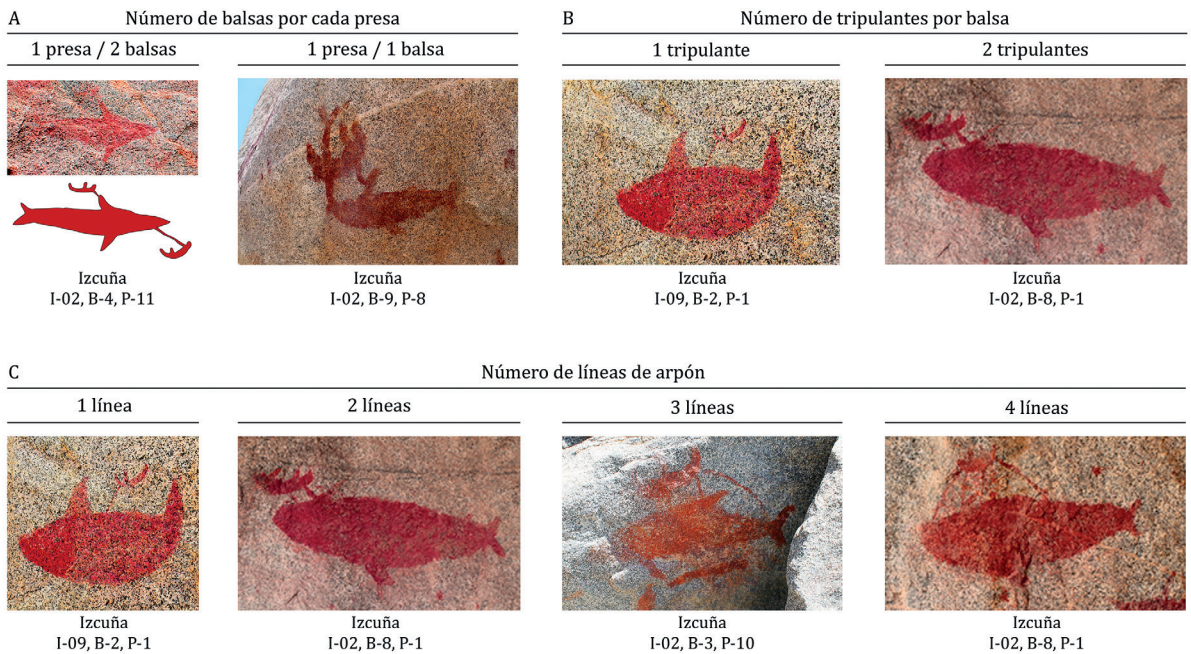 A
Número de balsas por cada presa
1 presa / 2 balsas
1 presa / 1 balsa
Izcuña
I-02, B-4, P-11
Izcuña
I-02, B-9, P-8
B
Número de tripulantes por balsa
1 tripulante
2 tripulantes
Izcuña
I-09, B-2, P-1
Izcuña
I-02, B-8, P-1
C
Número de líneas de arpón
1 línea
2 líneas
3 líneas
4 líneas
Izcuña
I-09, B-2, P-1
Izcuña
I-02, B-8, P-1
Izcuña
I-02, B-3, P-10
Izcuña
I-02, B-8, P-1